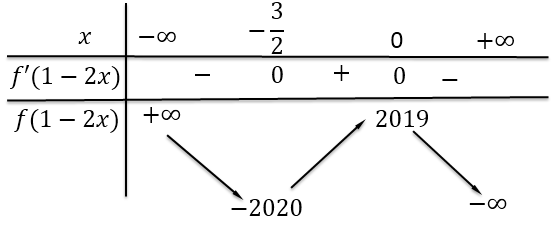 x −∞ −3/2 0 +∞
f′(1 − 2x) − 0 + 0 −
f(1 − 2x) +∞ 2019
−2020 −∞